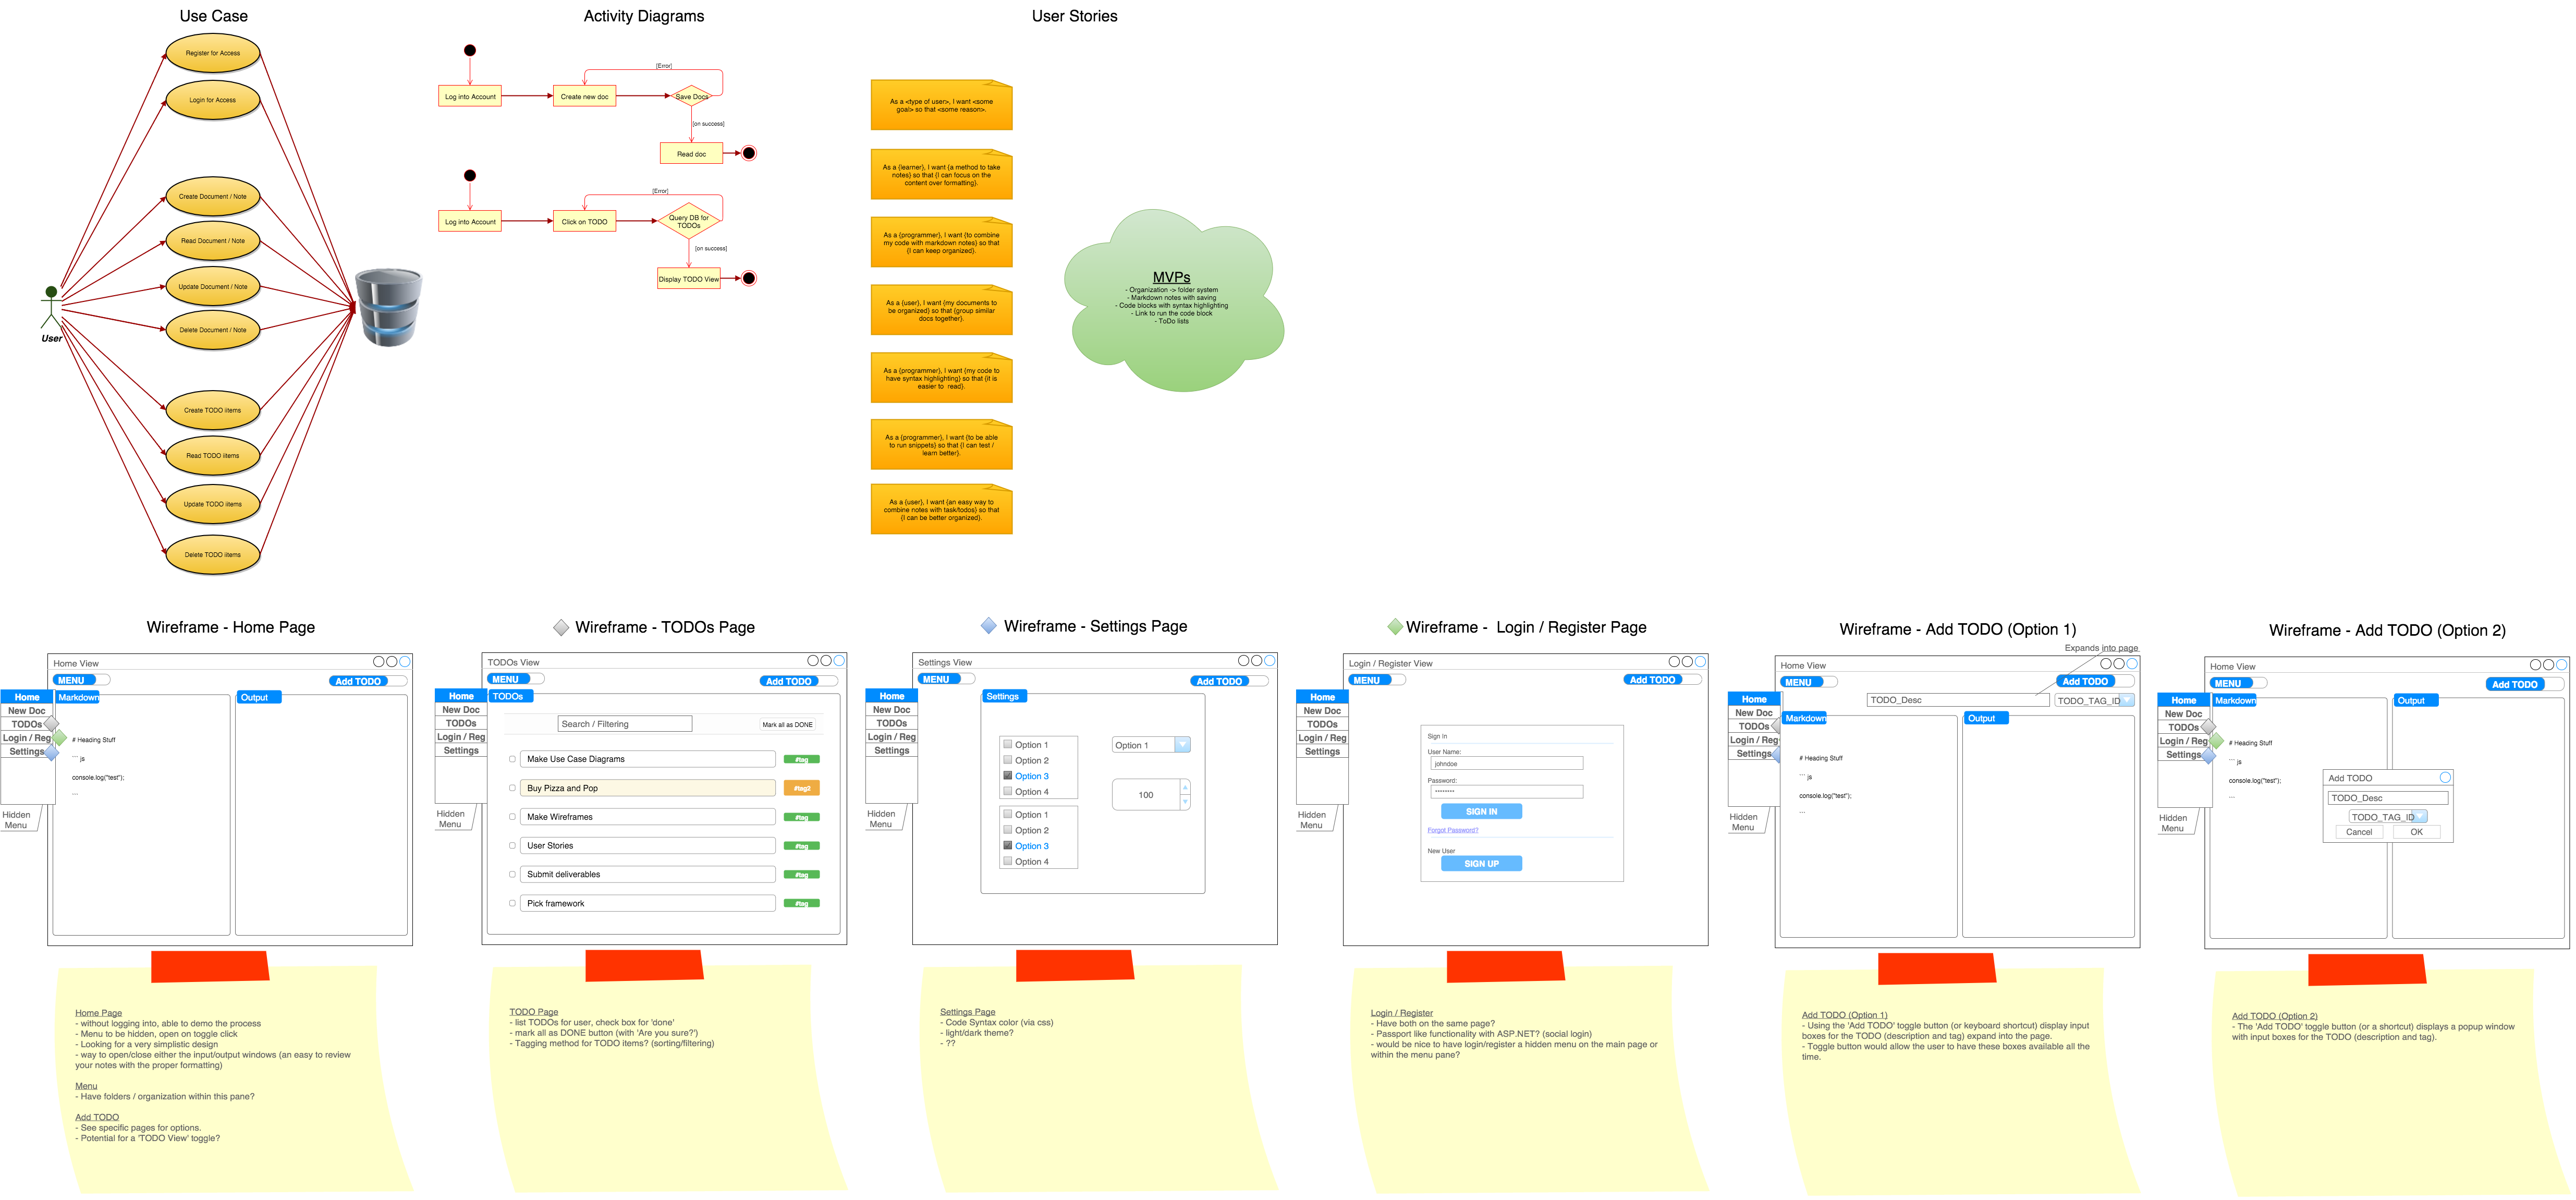 Use Case
Register for Access
Login for Access
Create Document / Note
Read Document / Note
Update Document / Note
Delete Document / Note
User
Create TODO iitems
Read TODO iitems
Update TODO iitems
Delete TODO iitems
Activity Diagrams
[Error]
Log into Account
Create new doc
Save Docs
[on success]
Read doc
[Error]
Log into Account
Click on TODO
Query DB for
TODOs
[on success]
Display TODO View
User Stories
As a <type of user>, I want <some
goal> so that <some reason>.
As a {learner}, I want {a method to take
notes} so that {I can focus on the
content over formatting}.
As a {programmer}, I want {to combine
my code with markdown notes} so that
{I can keep organized}.
As a {user}, I want {my documents to
be organized} so that {group similar
docs together}.
As a {programmer}, I want {my code to
have syntax highlighting} so that {it is
easier to  read}.
As a {programmer}, I want {to be able
to run snippets} so that {I can test /
learn better}.
As a {user}, I want {an easy way to
combine notes with task/todos} so that
{I can be better organized}.
MVPs
- Organization -> folder system
- Markdown notes with saving
- Code blocks with syntax highlighting
- Link to run the code block
- ToDo lists
Wireframe - Home Page
Home View
MENU
Add TODO
Home
New Doc
TODOs
Login / Reg
Settings
Hidden
Menu
Markdown
Output
# Heading Stuff
``` js
console.log("test");
```
Home Page
- without logging into, able to demo the process
- Menu to be hidden, open on toggle click
- Looking for a very simplistic design
- way to open/close either the input/output windows (an easy to review
your notes with the proper formatting)
Menu
- Have folders / organization within this pane?
Add TODO
- See specific pages for options.
- Potential for a 'TODO View' toggle?
Wireframe - TODOs Page
TODOs View
MENU
Add TODO
Home
New Doc
TODOs
Login / Reg
Settings
Hidden
Menu
TODOs
Search / Filtering
Mark all as DONE
Make Use Case Diagrams
#tag
Buy Pizza and Pop
#tag2
Make Wireframes
#tag
User Stories
#tag
Submit deliverables
#tag
Pick framework
#tag
TODO Page
- list TODOs for user, check box for 'done'
- mark all as DONE button (with 'Are you sure?')
- Tagging method for TODO items? (sorting/filtering)
Wireframe - Settings Page
Settings View
MENU
Add TODO
Home
New Doc
TODOs
Login / Reg
Settings
Hidden
Menu
Settings
Option 1
Option 2
Option 3
Option 4
Option 1
Option 2
Option 3
Option 4
Option 1
100
Settings Page
- Code Syntax color (via css)
- light/dark theme?
- ??
Wireframe -  Login / Register Page
Login / Register View
MENU
Add TODO
Home
New Doc
TODOs
Login / Reg
Settings
Hidden
Menu
Sign In
User Name:
johndoe
Password:
********
SIGN IN
Forgot Password?
New User
SIGN UP
Login / Register
- Have both on the same page?
- Passport like functionality with ASP.NET? (social login)
- would be nice to have login/register a hidden menu on the main page or
within the menu pane?
Wireframe - Add TODO (Option 1)
Expands into page
Home View
MENU
Add TODO
TODO_Desc
TODO_TAG_ID
Home
New Doc
TODOs
Login / Reg
Settings
Hidden
Menu
Markdown
Output
# Heading Stuff
``` js
console.log("test");
```
Add TODO (Option 1)
- Using the 'Add TODO' toggle button (or keyboard shortcut) display input
boxes for the TODO (description and tag) expand into the page.
- Toggle button would allow the user to have these boxes available all the
time.
Wireframe - Add TODO (Option 2)
Home View
MENU
Add TODO
Home
New Doc
TODOs
Login / Reg
Settings
Hidden
Menu
Markdown
Output
# Heading Stuff
``` js
console.log("test");
```
Add TODO
TODO_Desc
TODO_TAG_ID
Cancel
OK
Add TODO (Option 2)
- The 'Add TODO' toggle button (or a shortcut) displays a popup window
with input boxes for the TODO (description and tag).